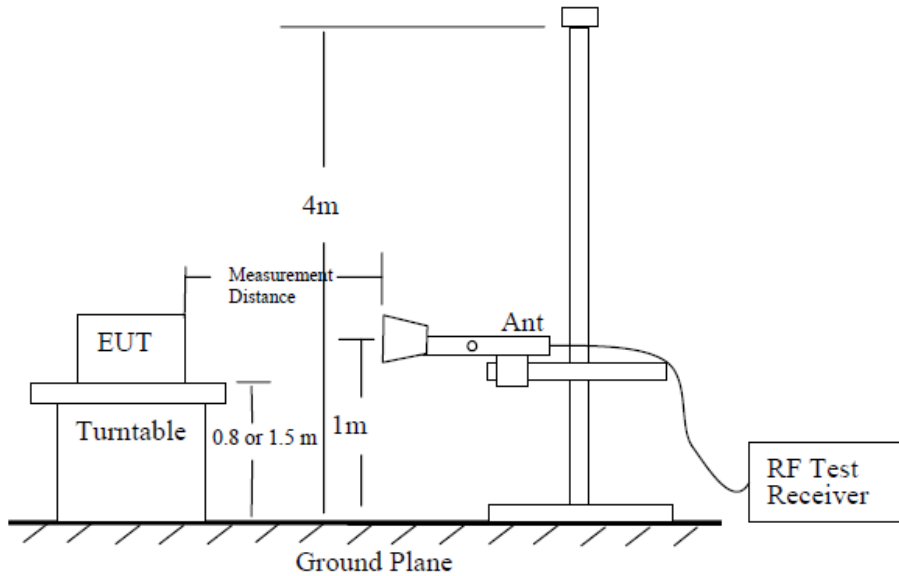 4m
Measurement
Distance
Ant
EUT
Turntable
0.8 or 1.5 m
1m
RF Test
Receiver
Ground Plane